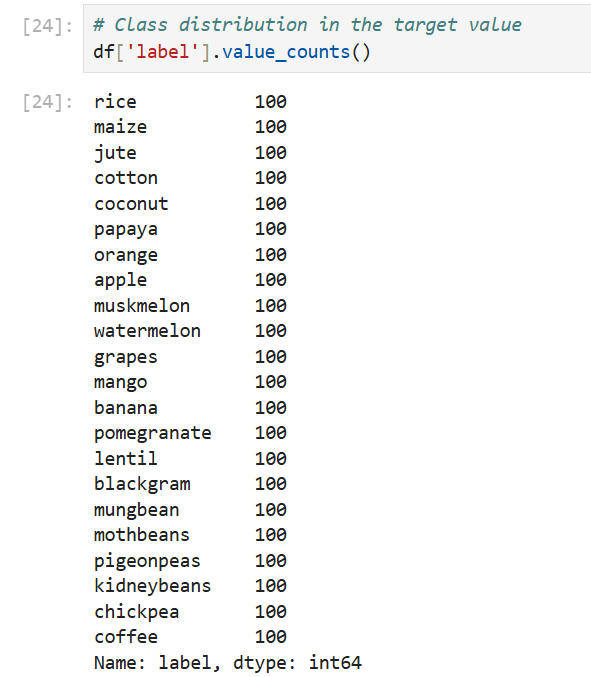 [24]: # Class distribution in the target value
df['label'].value_counts()
[24]: rice 100
maize 100
jute 100
cotton 100
coconut 100
papaya 100
orange 100
apple 100
muskmelon 100
watermelon 100
grapes 100
mango 100
banana 100
pomegranate 100
lentil 100
blackgram 100
mungbean 100
mothbeans 100
pigeonpeas 100
kidneybeans 100
chickpea 100
coffee 100
Name: label, dtype: int64